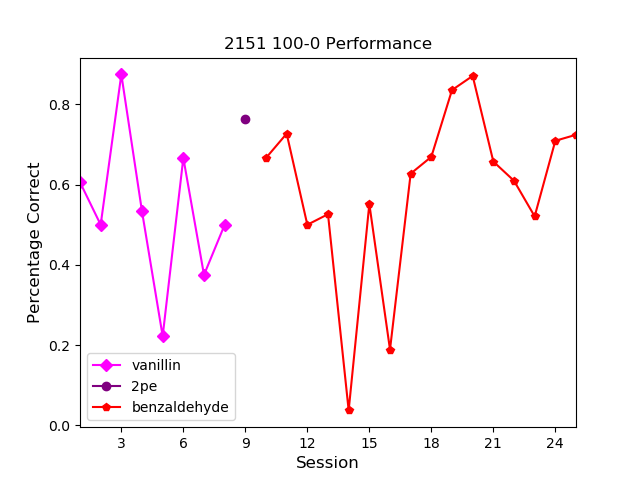 2151 100-0 Performance
Percentage Correct
0.8
0.6
0.4
0.2
0.0
vanillin
2pe
benzaldehyde
3 6 9 12 15 18 21 24
Session